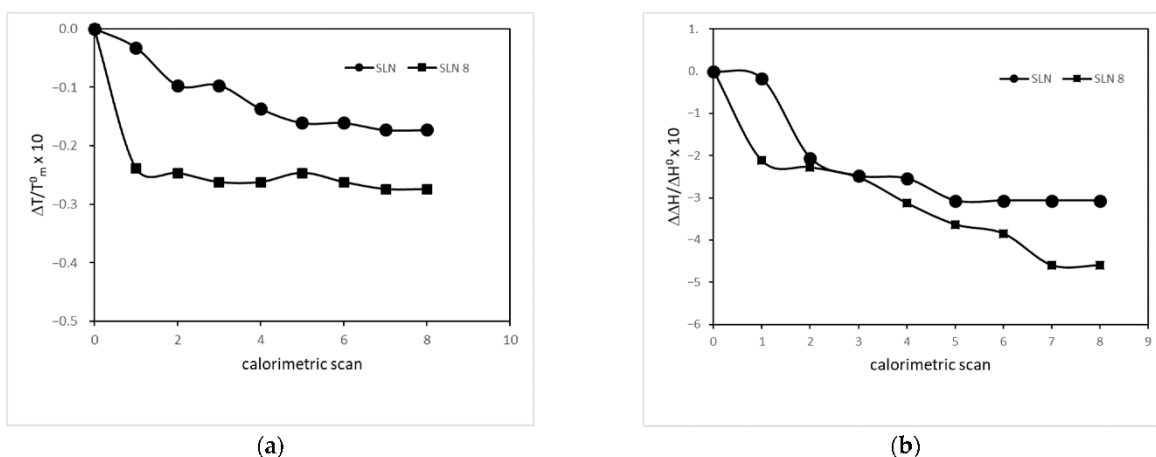 0.0
−0.1
−0.2
−0.3
−0.4
−0.5
0 2 4 6 8 10
ΔT/T⁰ₘ x 10
calorimetric scan
SLN SLN 8
(a)
1.
0.
−1
−2
−3
−4
−5
−6
0 1 2 3 4 5 6 7 8 9
ΔΔH/ΔH⁰ x 10
calorimetric scan
SLN SLN 8
(b)